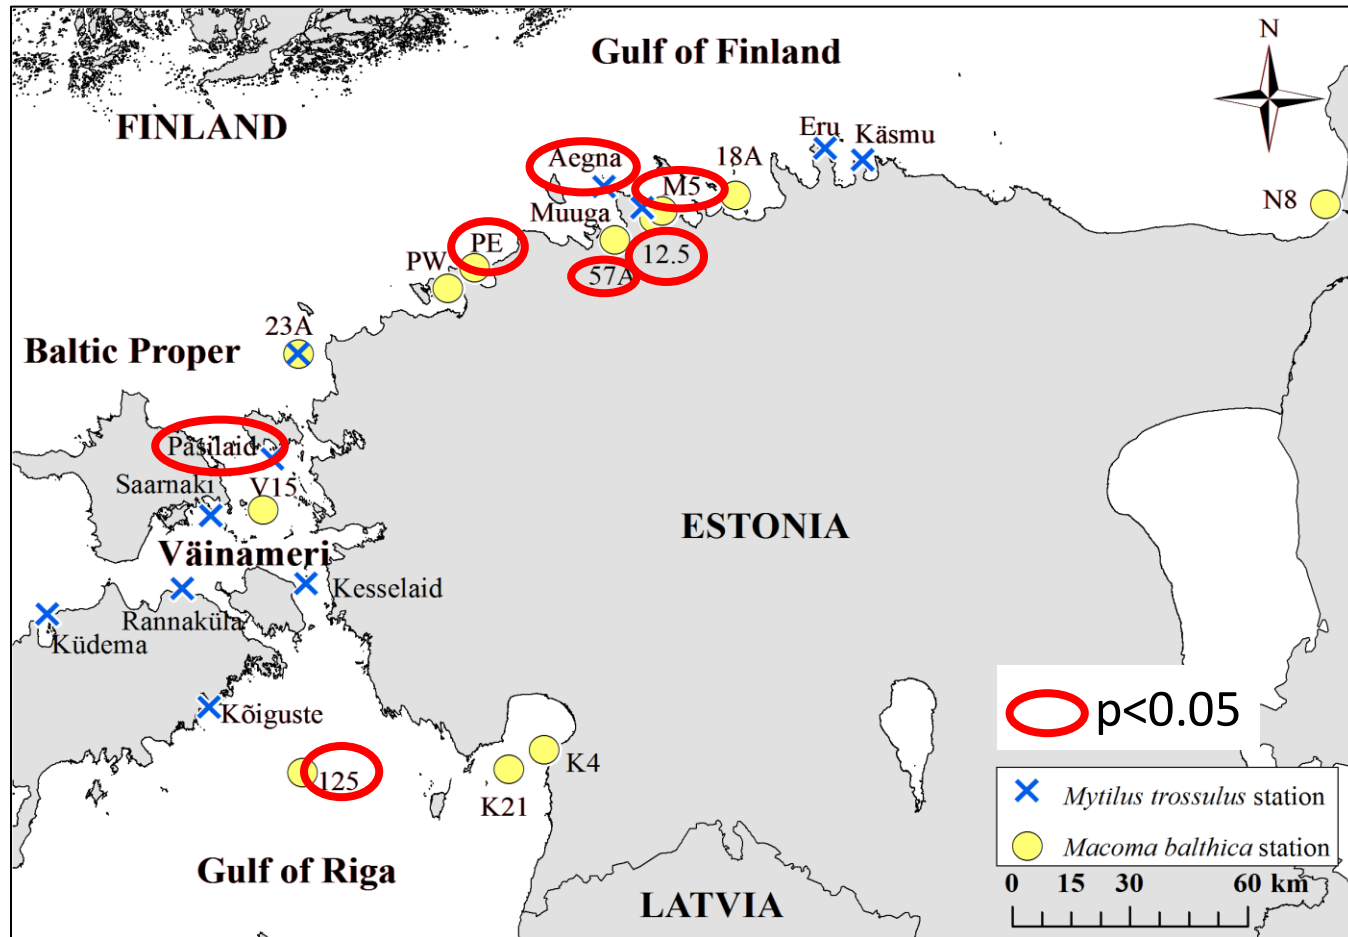 Gulf of Finland
N
FINLAND
Eru
Käsmu
Aegna
18A
M5
N8
Muuga
PE
12.5
PW
57A
23A
Baltic Proper
Pasilaid
Saarnaki
V15
ESTONIA
Väinameri
Kesselaid
Rannaküla
Küdema
Kõiguste
p<0.05
K4
125
K21
Mytilus trossulus station
Macoma balthica station
Gulf of Riga
0 15 30 60 km
LATVIA